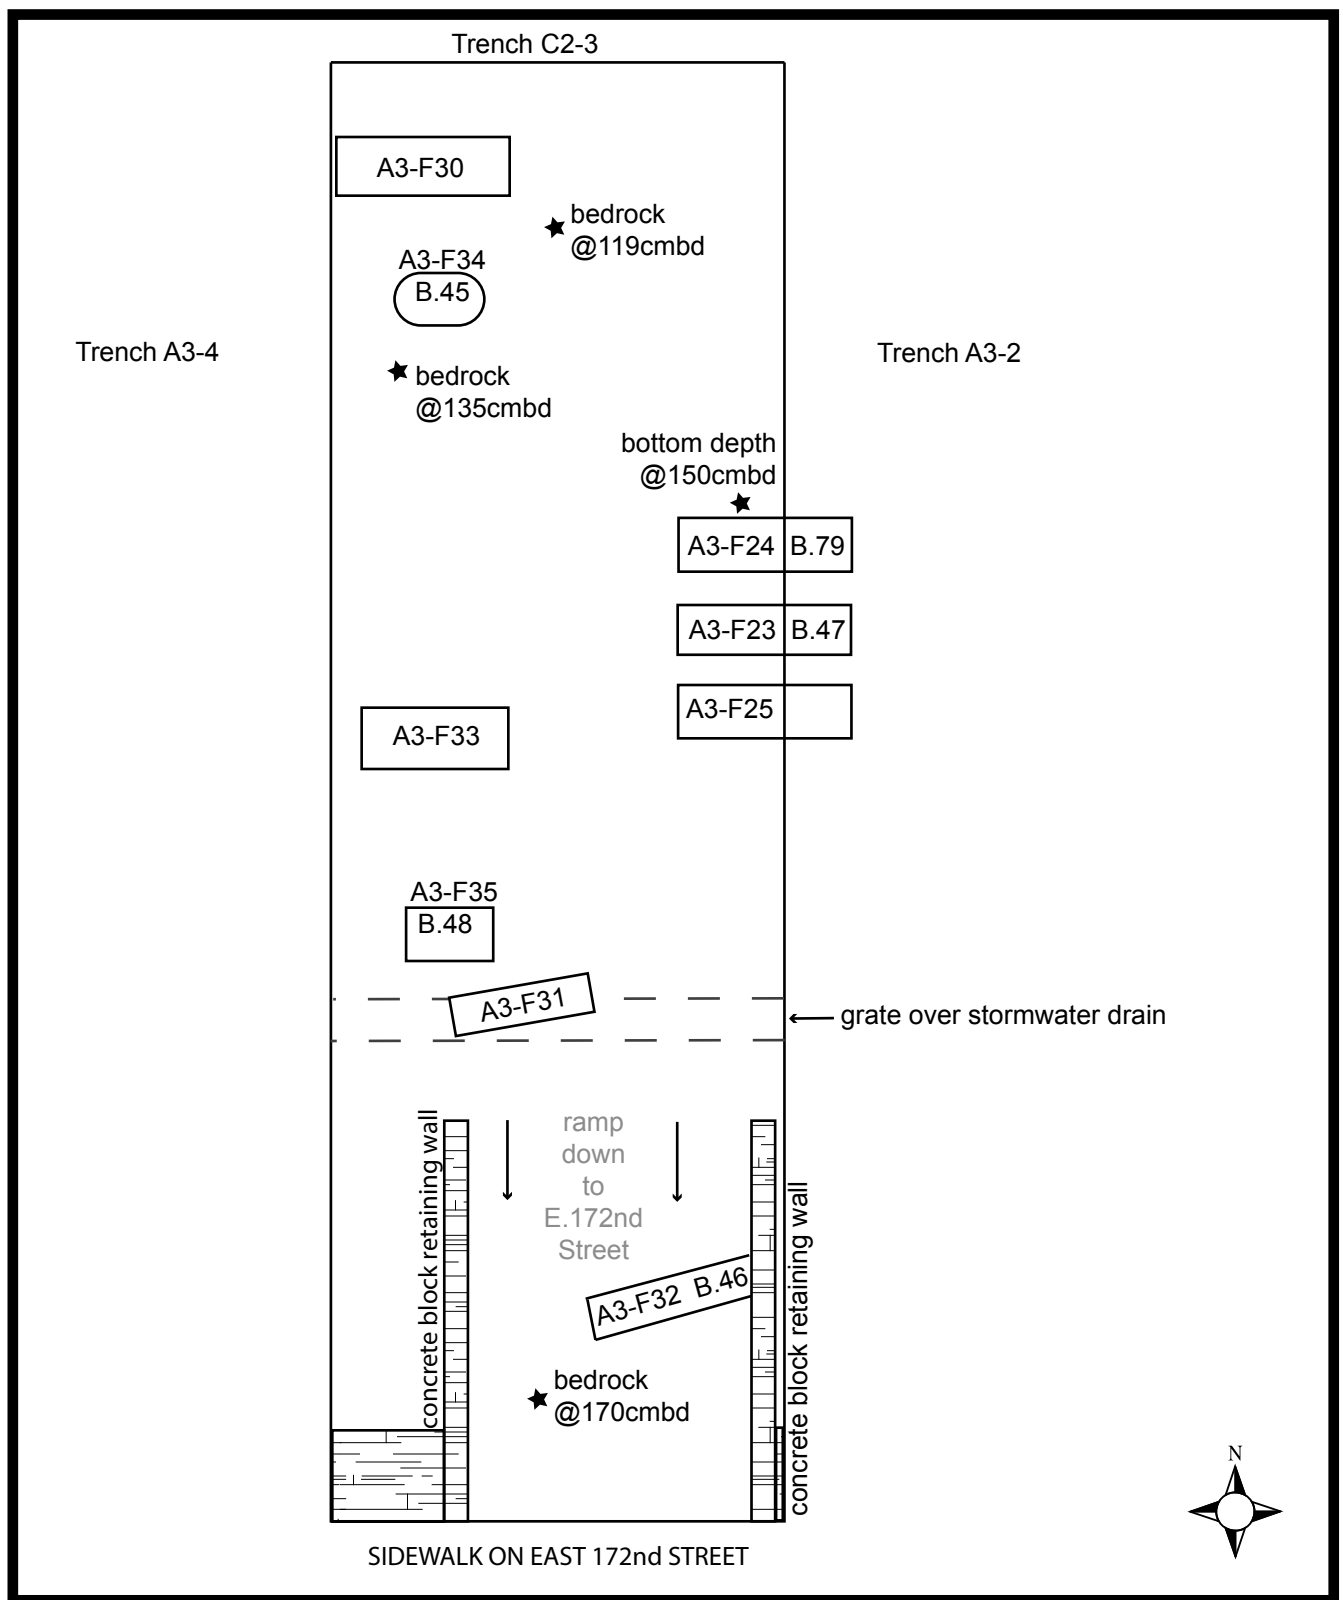 Trench C2-3
A3-F30
bedrock
@119cmbd
A3-F34
B.45
Trench A3-4
Trench A3-2
bedrock
@135cmbd
bottom depth
@150cmbd
A3-F24 B.79
A3-F23 B.47
A3-F25
A3-F33
A3-F35
B.48
A3-F31
grate over stormwater drain
concrete block retaining wall
ramp
down
to
E.172nd
Street
concrete block retaining wall
A3-F32 B.46
bedrock
@170cmbd
N
SIDEWALK ON EAST 172nd STREET